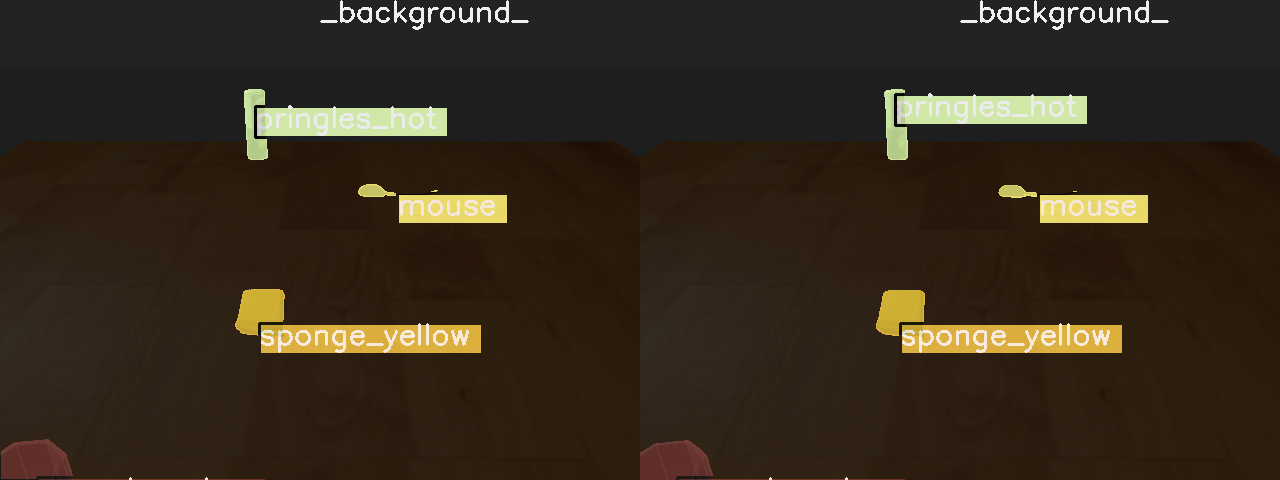 _background_
_background_
pringles_hot
pringles_hot
mouse
mouse
sponge_yellow
sponge_yellow